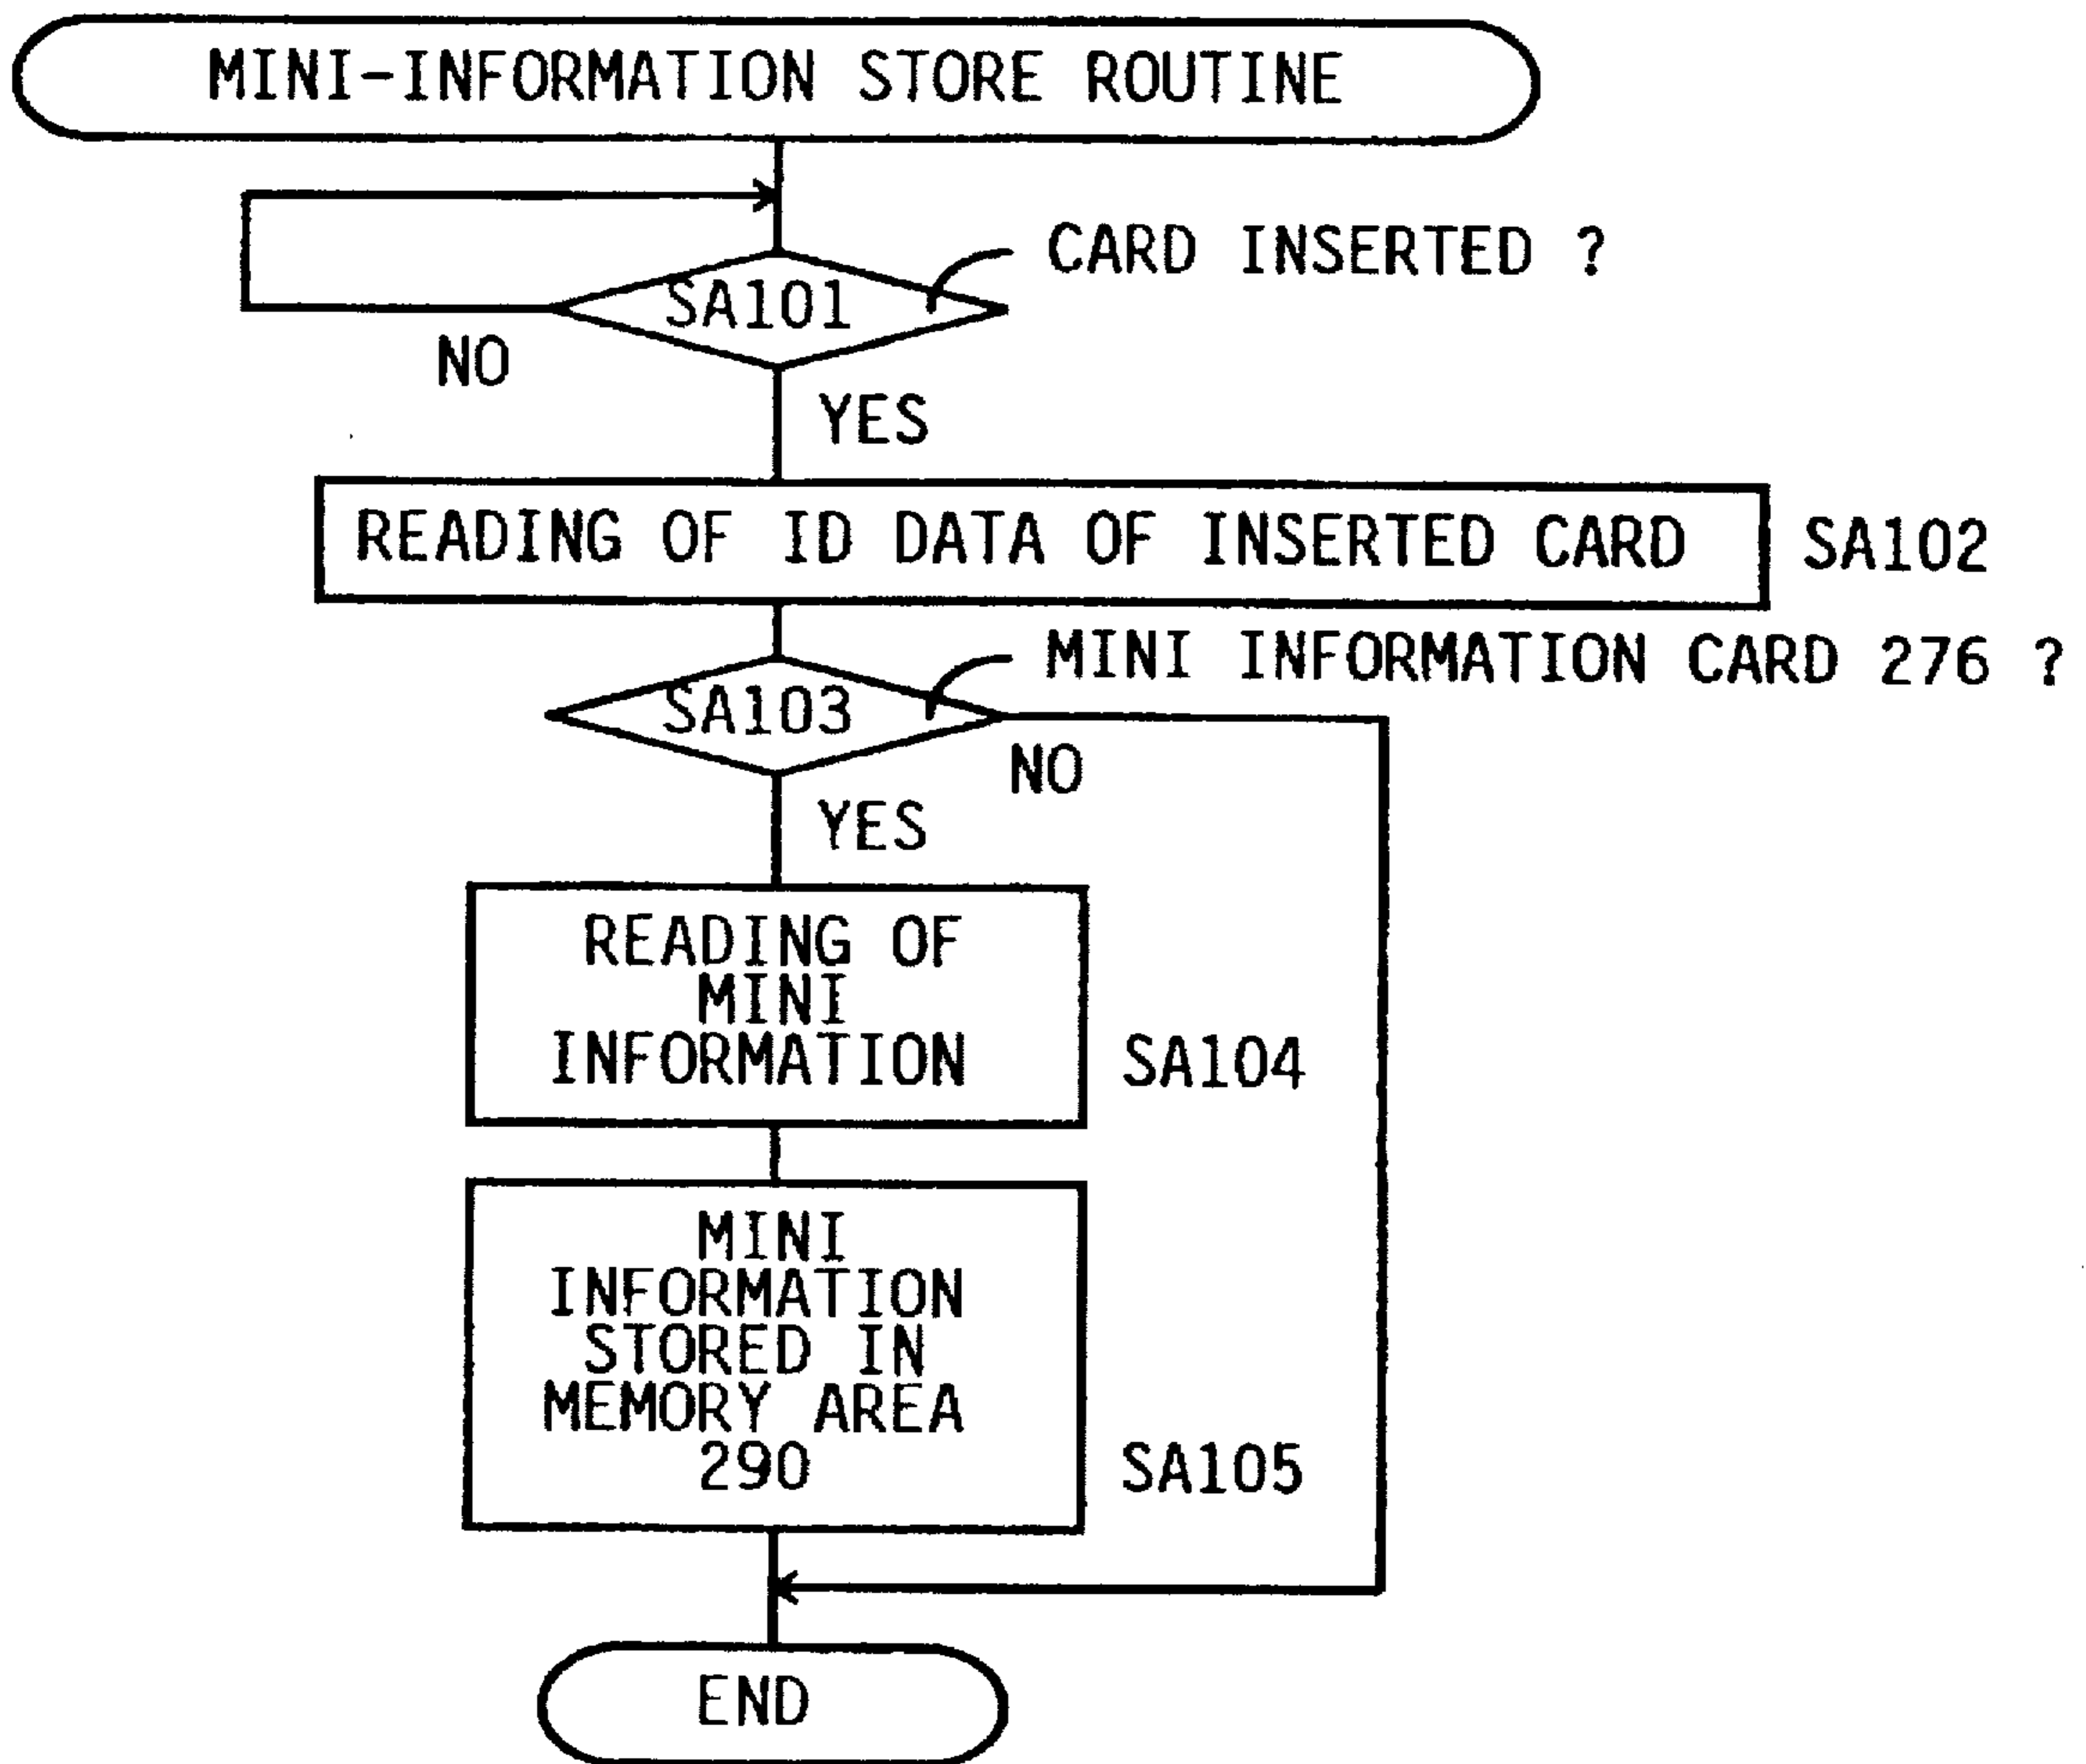 MINI-INFORMATION STORE ROUTINE
CARD INSERTED ?
SA101
NO
YES
READING OF ID DATA OF INSERTED CARD
SA102
MINI INFORMATION CARD 276 ?
SA103
NO
YES
READING OF
MINI
INFORMATION
SA104
MINI
INFORMATION
STORED IN
MEMORY AREA
290
SA105
END